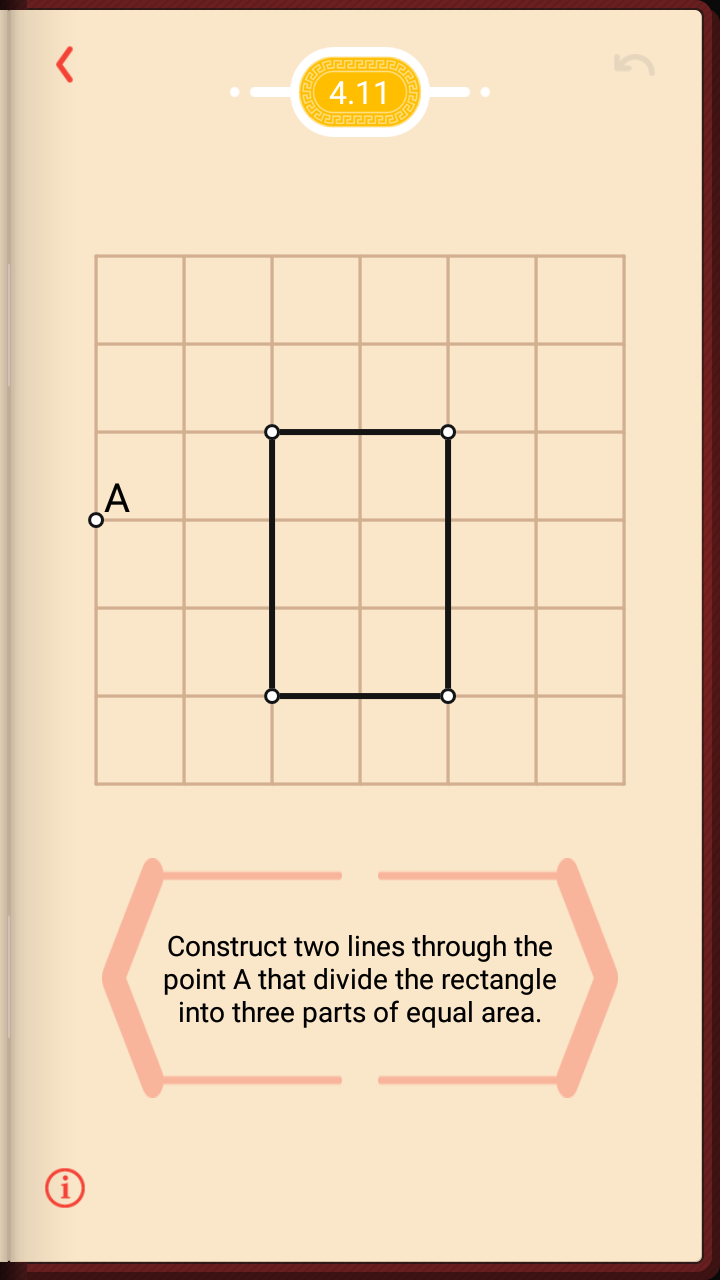 4.11
A
Construct two lines through the
point A that divide the rectangle
into three parts of equal area.
i